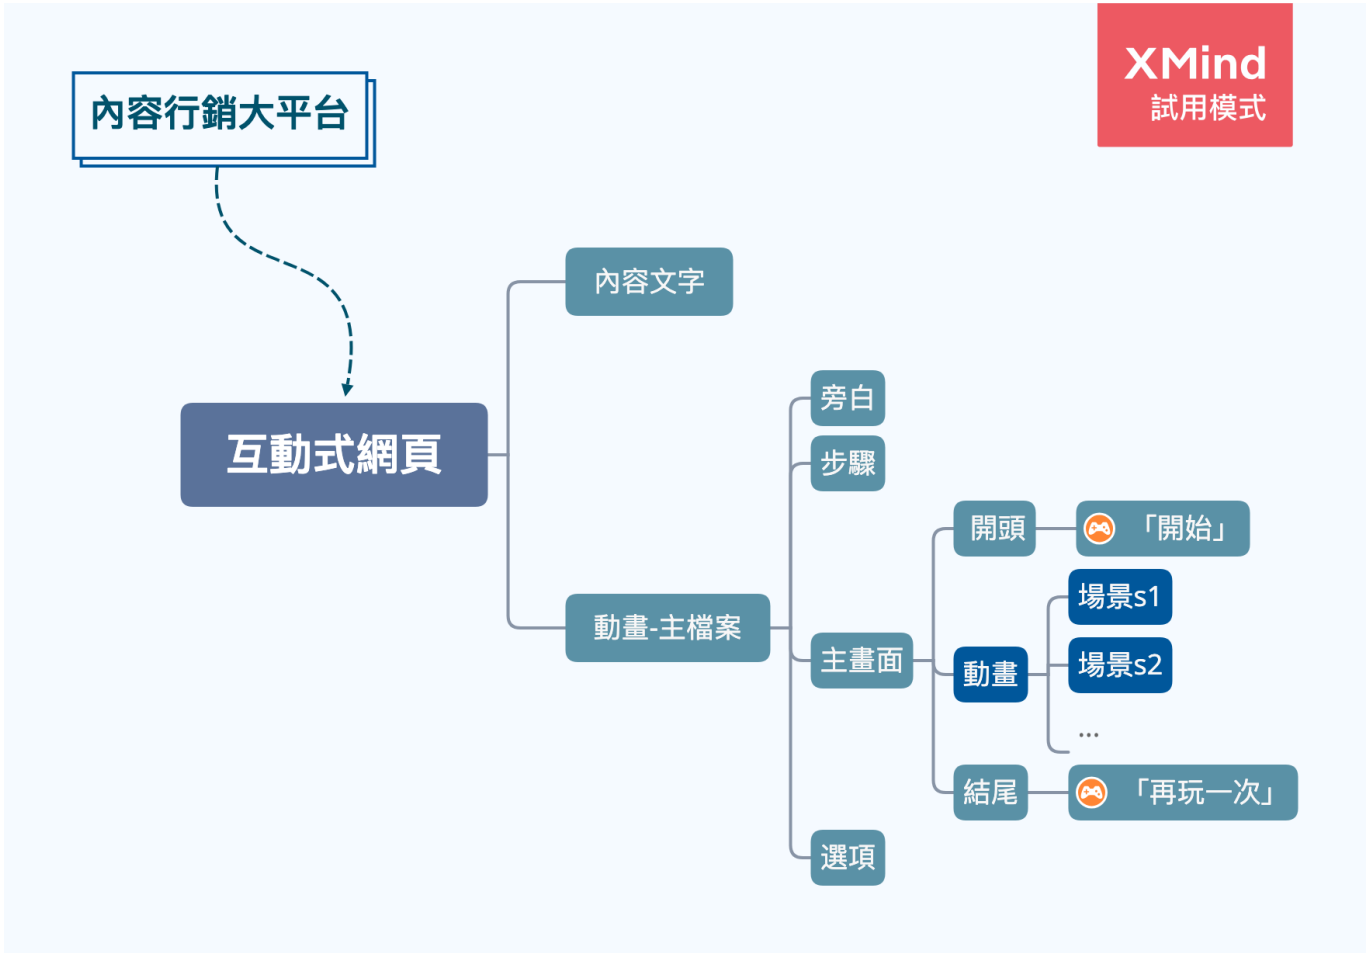 XMind
試用模式
內容行銷大平台
互動式網頁
內容文字
動畫-主檔案
旁白
步驟
主畫面
開頭
「開始」
動畫
場景s1
場景s2
...
結尾
「再玩一次」
選項